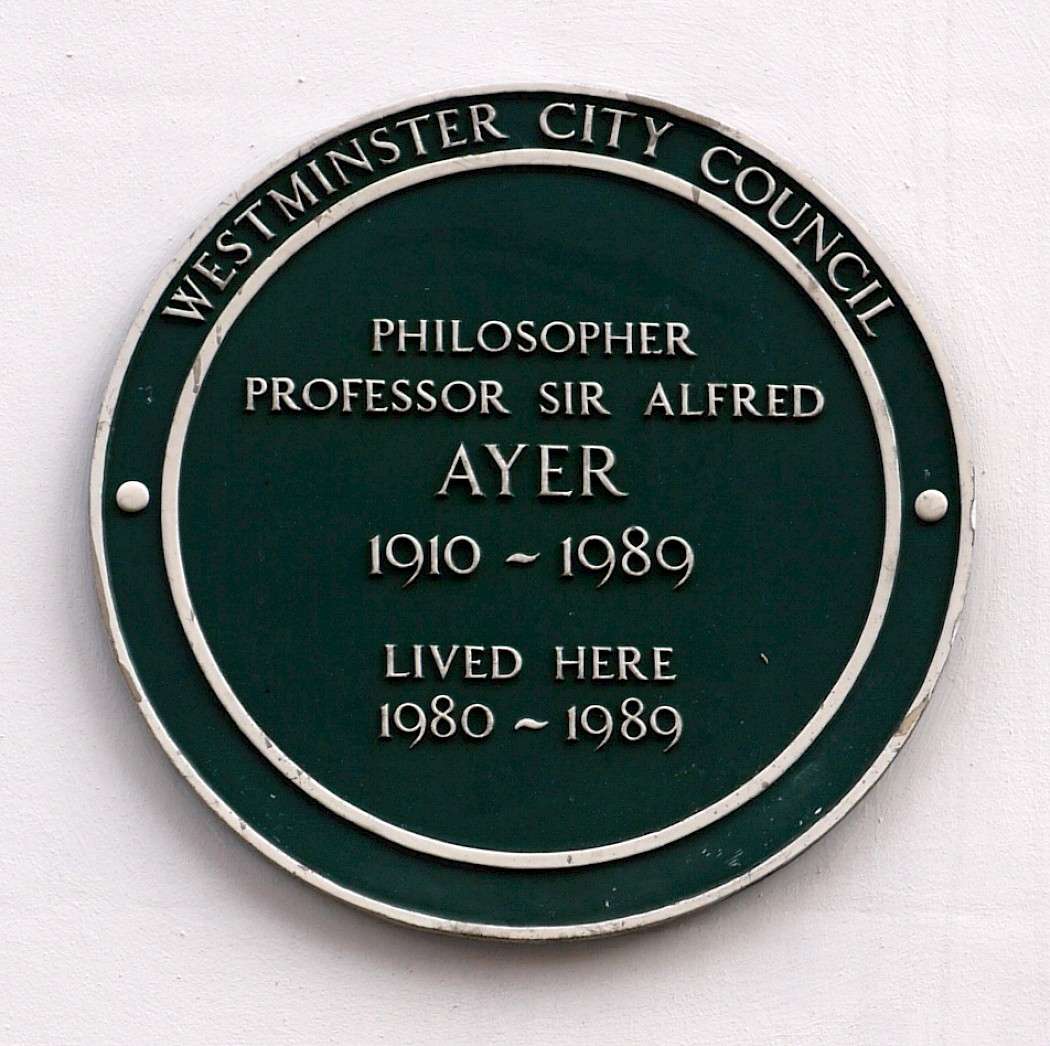 WESTMINSTER CITY COUNCIL
PHILOSOPHER
PROFESSOR SIR ALFRED
AYER
1910 ~ 1989
LIVED HERE
1980 ~ 1989